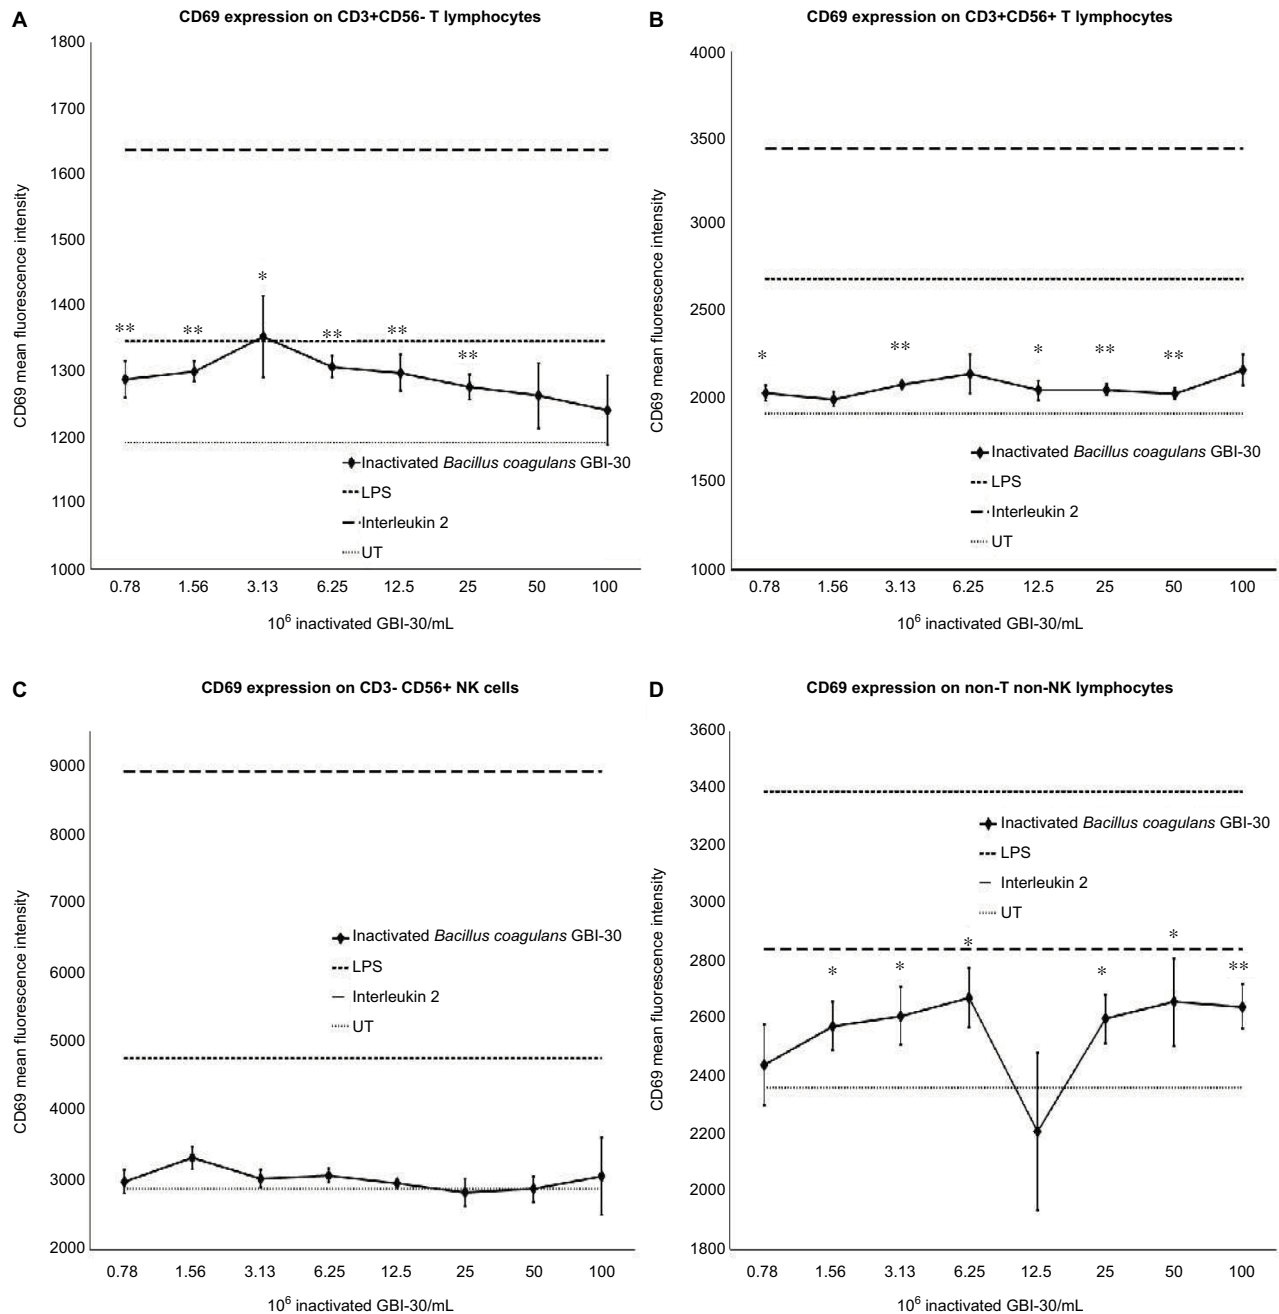 A
CD69 expression on CD3+CD56- T lymphocytes
CD69 mean fluorescence intensity
1800
1700
1600
1500
1400
1300
1200
1100
1000
**
**
*
**
**
**
Inactivated Bacillus coagulans GBI-30
LPS
Interleukin 2
UT
0.78 1.56 3.13 6.25 12.5 25 50 100
10⁶ inactivated GBI-30/mL
B
CD69 expression on CD3+CD56+ T lymphocytes
CD69 mean fluorescence intensity
4000
3500
3000
2500
2000
1500
1000
*
**
*
**
**
Inactivated Bacillus coagulans GBI-30
LPS
Interleukin 2
UT
0.78 1.56 3.13 6.25 12.5 25 50 100
10⁶ inactivated GBI-30/mL
C
CD69 expression on CD3- CD56+ NK cells
CD69 mean fluorescence intensity
9000
8000
7000
6000
5000
4000
3000
2000
Inactivated Bacillus coagulans GBI-30
LPS
Interleukin 2
UT
0.78 1.56 3.13 6.25 12.5 25 50 100
10⁶ inactivated GBI-30/mL
D
CD69 expression on non-T non-NK lymphocytes
CD69 mean fluorescence intensity
3600
3400
3200
3000
2800
2600
2400
2200
2000
1800
Inactivated Bacillus coagulans GBI-30
LPS
Interleukin 2
UT
*
*
*
*
*
**
0.78 1.56 3.13 6.25 12.5 25 50 100
10⁶ inactivated GBI-30/mL